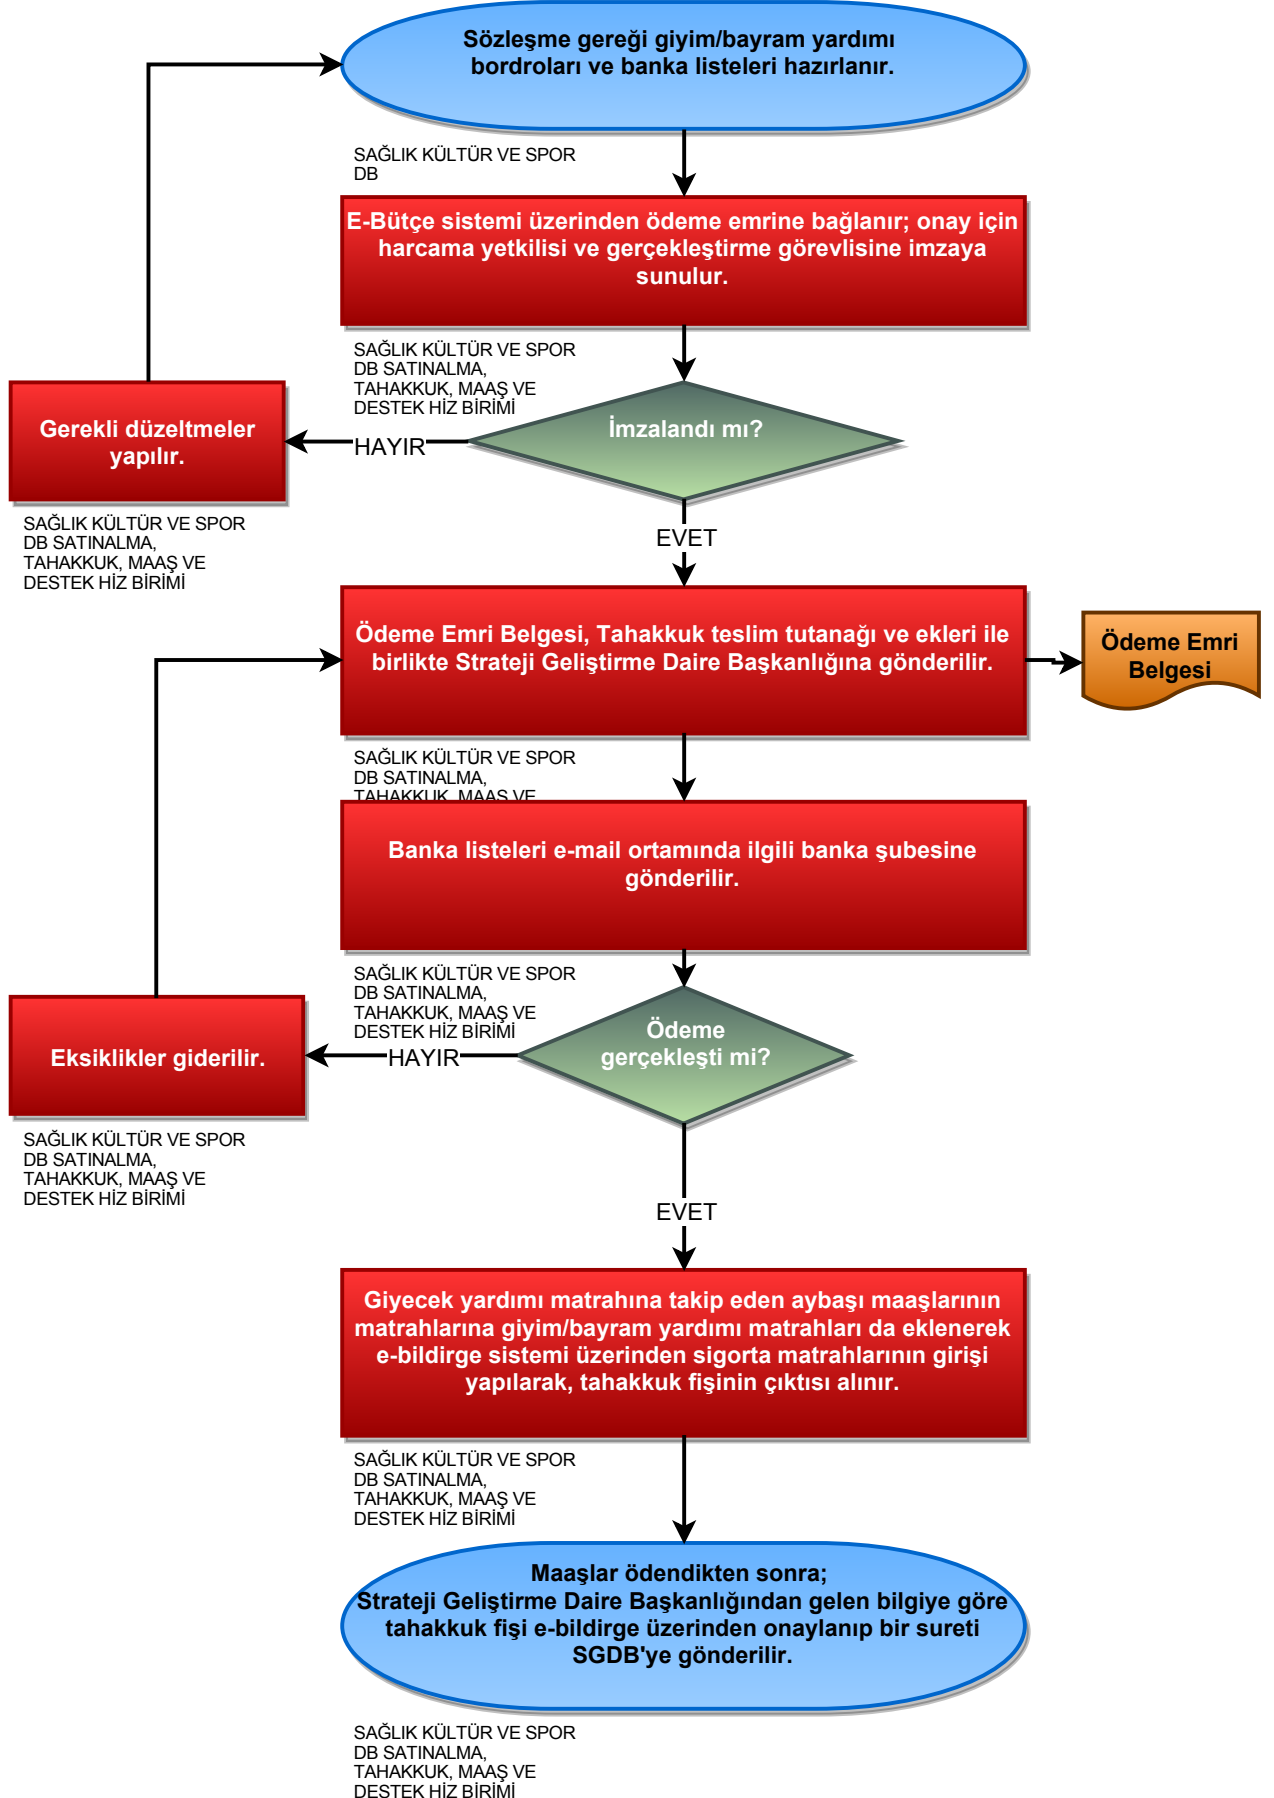 Sözleşme gereği giyim/bayram yardımı
bordroları ve banka listeleri hazırlanır.
SAĞLIK KÜLTÜR VE SPOR
DB
E-Bütçe sistemi üzerinden ödeme emrine bağlanır; onay için
harcama yetkilisi ve gerçekleştirme görevlisine imzaya
sunulur.
SAĞLIK KÜLTÜR VE SPOR
DB SATINALMA,
TAHAKKUK, MAAŞ VE
DESTEK HİZ BİRİMİ
İmzalandı mı?
HAYIR
Gerekli düzeltmeler
yapılır.
SAĞLIK KÜLTÜR VE SPOR
DB SATINALMA,
TAHAKKUK, MAAŞ VE
DESTEK HİZ BİRİMİ
EVET
Ödeme Emri Belgesi, Tahakkuk teslim tutanağı ve ekleri ile
birlikte Strateji Geliştirme Daire Başkanlığına gönderilir.
Ödeme Emri
Belgesi
SAĞLIK KÜLTÜR VE SPOR
DB SATINALMA,
TAHAKKUK, MAAŞ VE
Banka listeleri e-mail ortamında ilgili banka şubesine
gönderilir.
SAĞLIK KÜLTÜR VE SPOR
DB SATINALMA,
TAHAKKUK, MAAŞ VE
DESTEK HİZ BİRİMİ
Ödeme
gerçekleşti mi?
HAYIR
Eksiklikler giderilir.
SAĞLIK KÜLTÜR VE SPOR
DB SATINALMA,
TAHAKKUK, MAAŞ VE
DESTEK HİZ BİRİMİ
EVET
Giyecek yardımı matrahına takip eden aybaşı maaşlarının
matrahlarına giyim/bayram yardımı matrahları da eklenerek
e-bildirge sistemi üzerinden sigorta matrahlarının girişi
yapılarak, tahakkuk fişinin çıktısı alınır.
SAĞLIK KÜLTÜR VE SPOR
DB SATINALMA,
TAHAKKUK, MAAŞ VE
DESTEK HİZ BİRİMİ
Maaşlar ödendikten sonra;
Strateji Geliştirme Daire Başkanlığından gelen bilgiye göre
tahakkuk fişi e-bildirge üzerinden onaylanıp bir sureti
SGDB'ye gönderilir.
SAĞLIK KÜLTÜR VE SPOR
DB SATINALMA,
TAHAKKUK, MAAŞ VE
DESTEK HİZ BİRİMİ